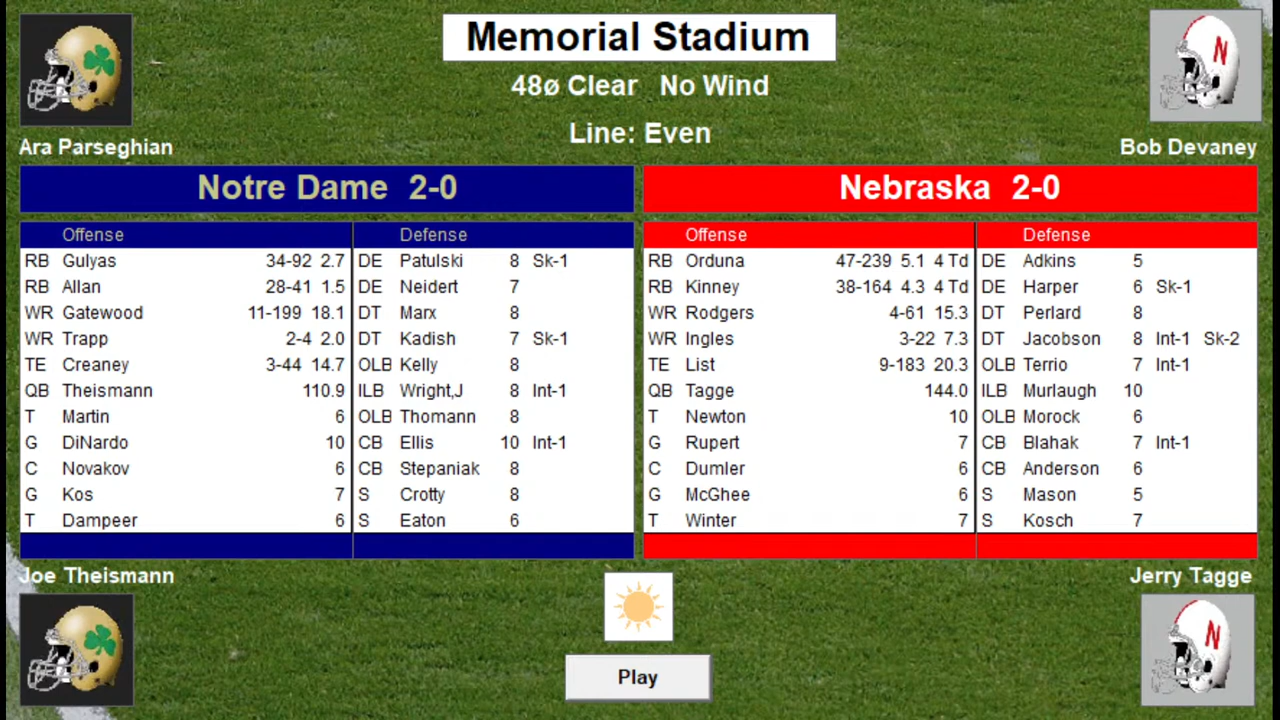 Memorial Stadium
48ø Clear No Wind
Line: Even
Ara Parseghian
Bob Devaney
Notre Dame 2-0
Offense Defense
RB Gulyas 34-92 2.7 DE Patulski 8 Sk-1
RB Allan 28-41 1.5 DE Neidert 7
WR Gatewood 11-199 18.1 DT Marx 8
WR Trapp 2-4 2.0 DT Kadish 7 Sk-1
TE Creaney 3-44 14.7 OLB Kelly 8
QB Theismann 110.9 ILB Wright,J 8 Int-1
T Martin 6 OLB Thomann 8
G DiNardo 10 CB Ellis 10 Int-1
C Novakov 6 CB Stepaniak 8
G Kos 7 S Crotty 8
T Dampeer 6 S Eaton 6
Nebraska 2-0
Offense Defense
RB Orduna 47-239 5.1 4 Td DE Adkins 5
RB Kinney 38-164 4.3 4 Td DE Harper 6 Sk-1
WR Rodgers 4-61 15.3 DT Perlard 8
WR Ingles 3-22 7.3 DT Jacobson 8 Int-1 Sk-2
TE List 9-183 20.3 OLB Terrio 7 Int-1
QB Tagge 144.0 ILB Murlaugh 10
T Newton 10 OLB Morock 6
G Rupert 7 CB Blahak 7 Int-1
C Dumler 6 CB Anderson 6
G McGhee 6 S Mason 5
T Winter 7 S Kosch 7
Joe Theismann
Jerry Tagge
N
N
Play